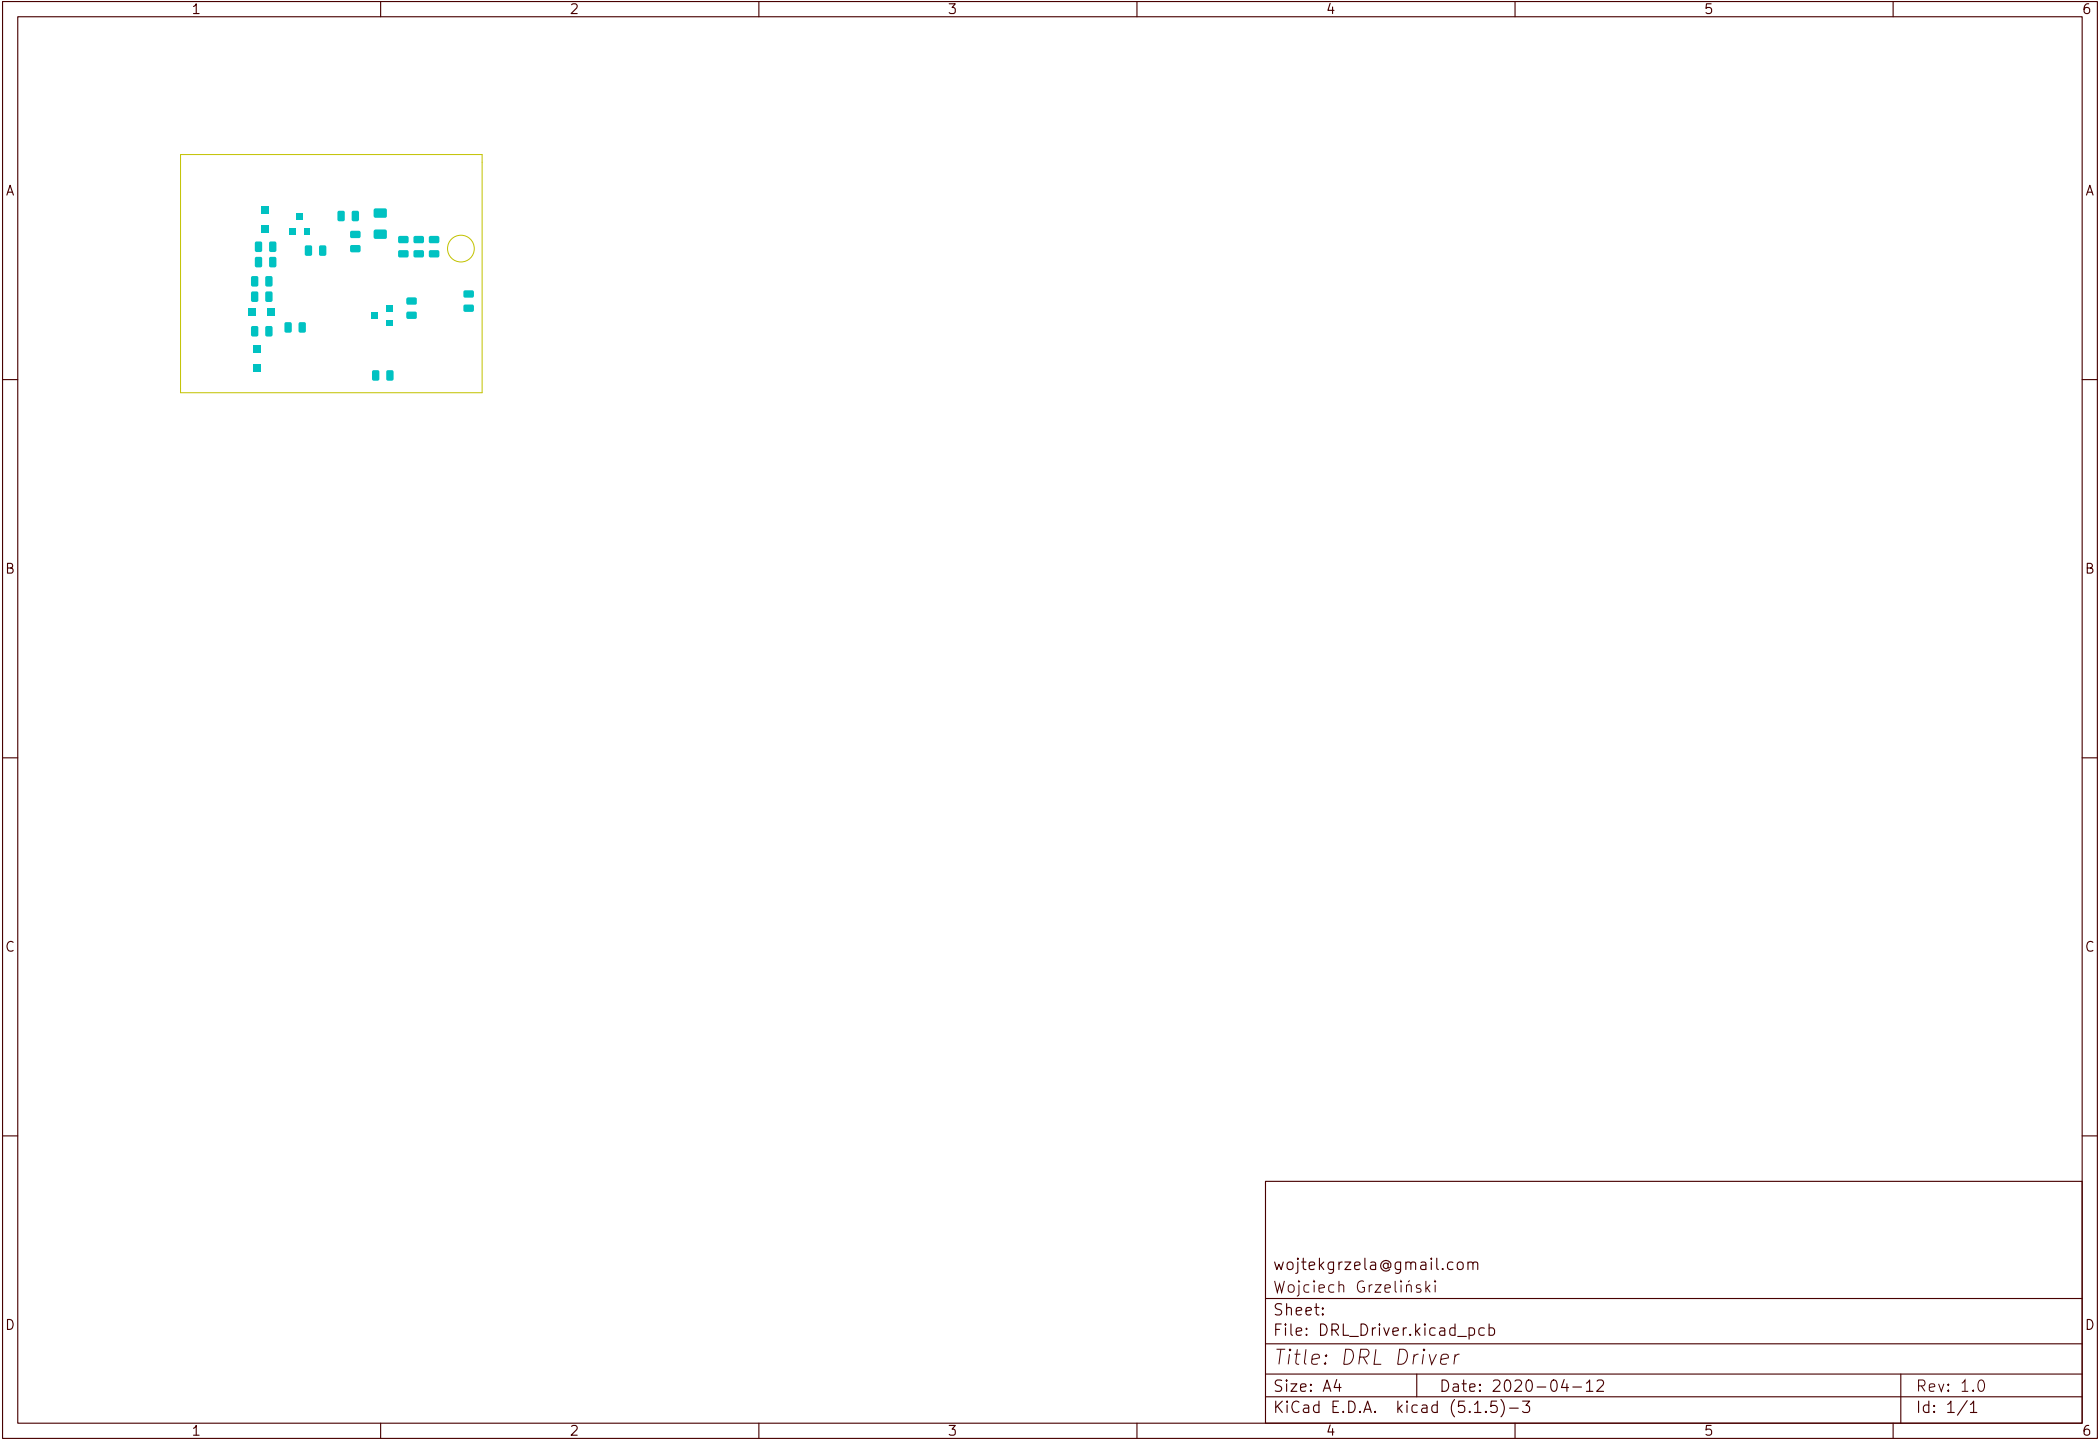 1 2 3 4 5 6
A A
B B
C C
wojtekgrzela@gmail.com
Wojciech Grzeliński
Sheet:
D File: DRL_Driver.kicad_pcb D
Title: DRL Driver
Size: A4 Date: 2020-04-12 Rev: 1.0
KiCad E.D.A. kicad (5.1.5)-3 Id: 1/1
1 2 3 4 5 6